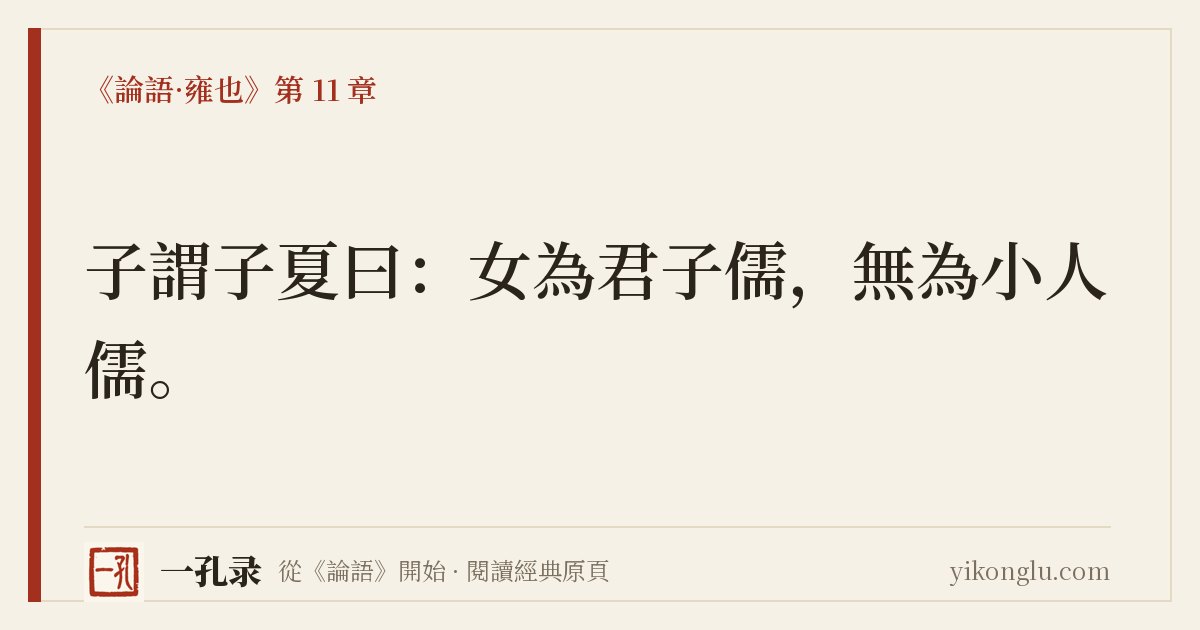 《論語·雍也》第 11 章
子謂子夏曰：女為君子儒，無為小人
儒。
一孔
一孔录 從《論語》開始 · 閱讀經典原頁 yikonglu.com